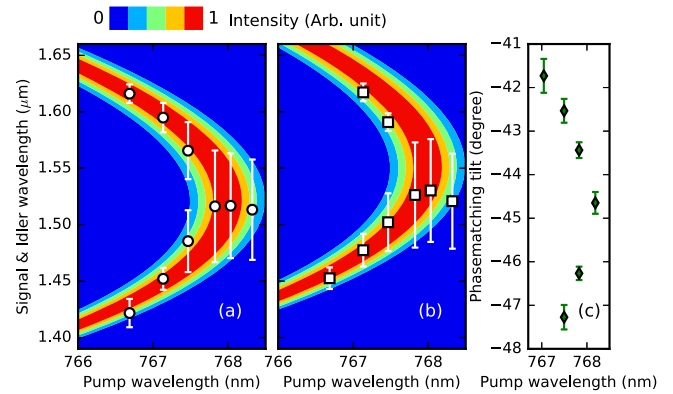 0 1 Intensity (Arb. unit)
Signal & Idler wavelength (μm)
1.65
1.60
1.55
1.50
1.45
1.40
(a)
766 767 768
Pump wavelength (nm)
(b)
766 767 768
Pump wavelength (nm)
Phasematching tilt (degree)
−41
−42
−43
−44
−45
−46
−47
−48
(c)
767 768
Pump wavelength (nm)